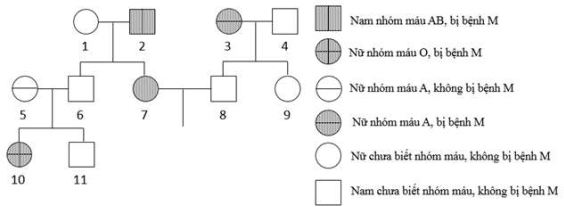 Nam nhóm máu AB, bị bệnh M
1 2 3 4
Nữ nhóm máu O, bị bệnh M
Nữ nhóm máu A, không bị bệnh M
5 6 7 8 9
Nữ nhóm máu A, bị bệnh M
Nữ chưa biết nhóm máu, không bị bệnh M
10 11
Nam chưa biết nhóm máu, không bị bệnh M